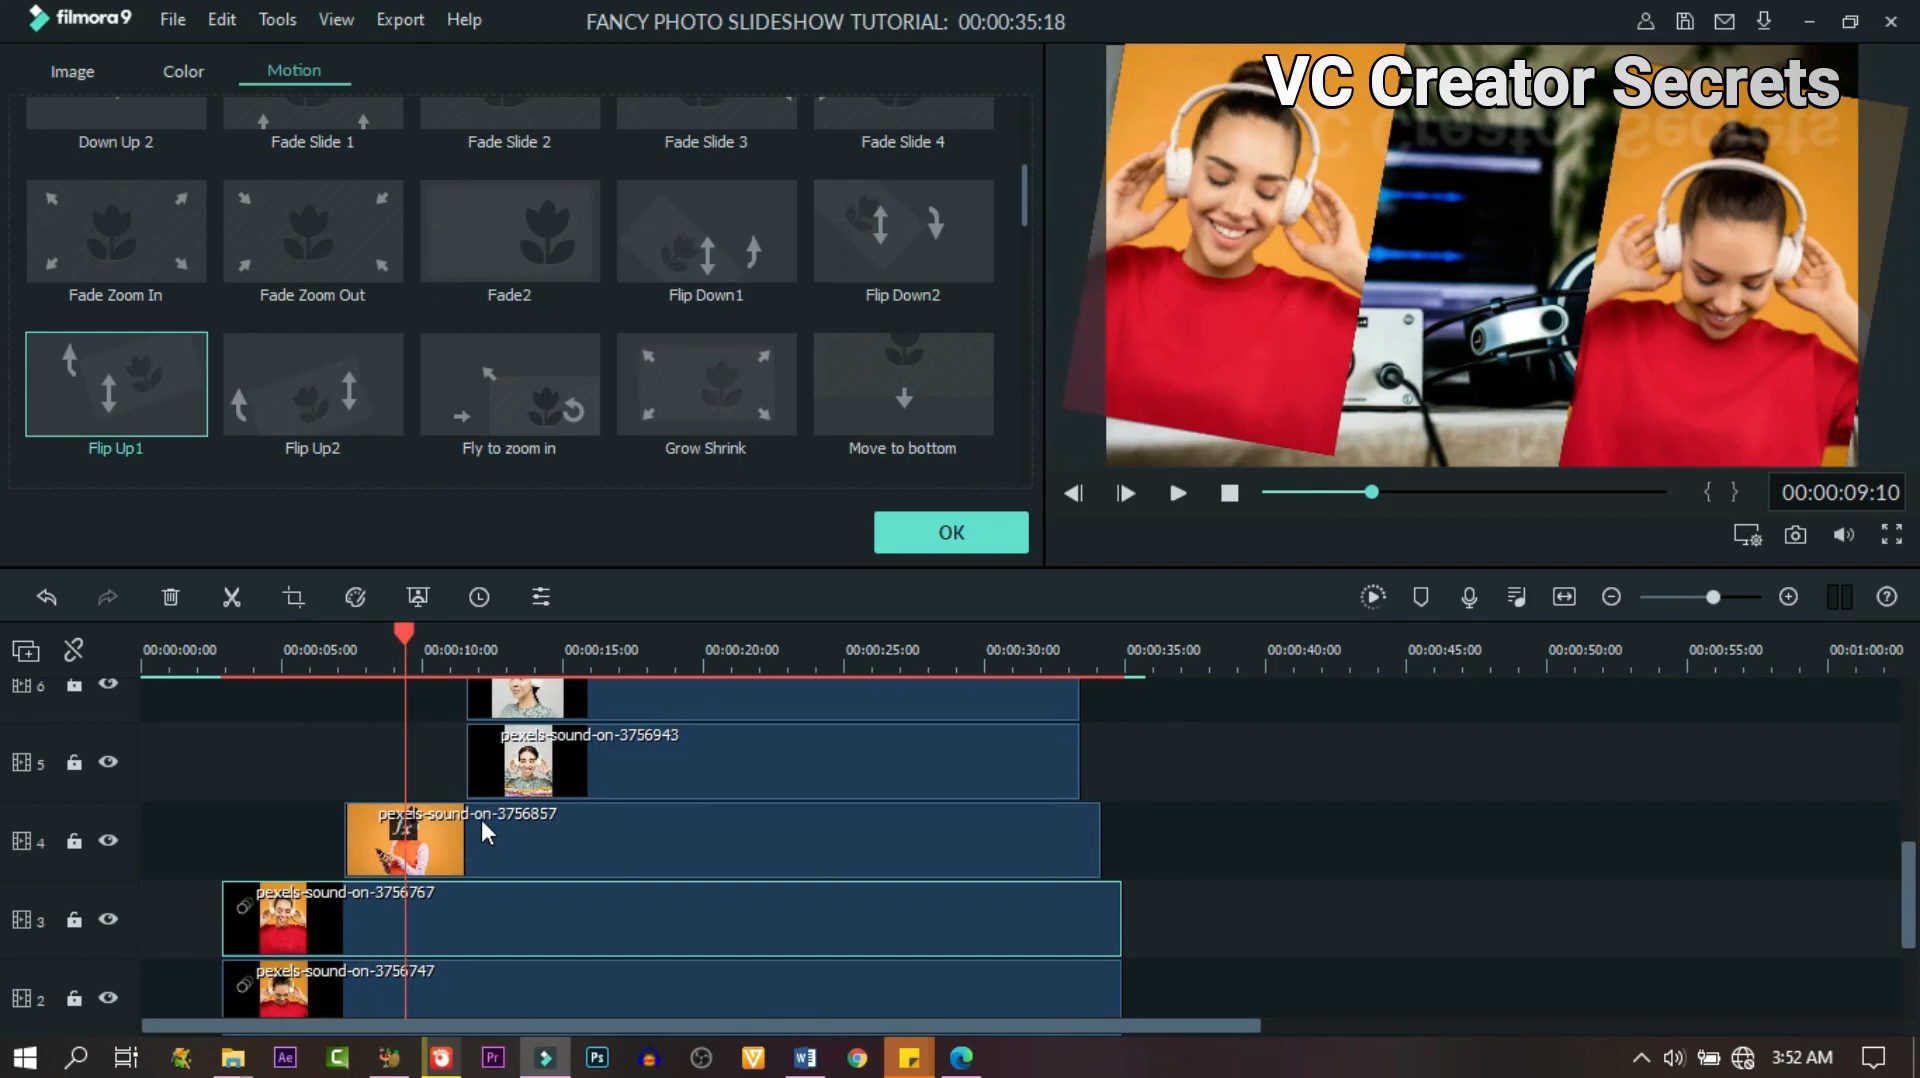 filmora9 File Edit Tools View Export Help FANCY PHOTO SLIDESHOW TUTORIAL: 00:00:35:18
Image Color Motion
Down Up 2 Fade Slide 1 Fade Slide 2 Fade Slide 3 Fade Slide 4
Fade Zoom In Fade Zoom Out Fade2 Flip Down1 Flip Down2
Flip Up1 Flip Up2 Fly to zoom in Grow Shrink Move to bottom
OK
VC Creator Secrets
VC Creator Secrets
{ } 00:00:09:10
00:00:00:00 00:00:05:00 00:00:10:00 00:00:15:00 00:00:20:00 00:00:25:00 00:00:30:00 00:00:35:00 00:00:40:00 00:00:45:00 00:00:50:00 00:00:55:00 00:01:00:00
6
5 pexels-sound-on-3756943
4 pexels-sound-on-3756857
fx
3 pexels-sound-on-3756767
2 pexels-sound-on-3756747
Ae C Pr Ps V W 3:52 AM